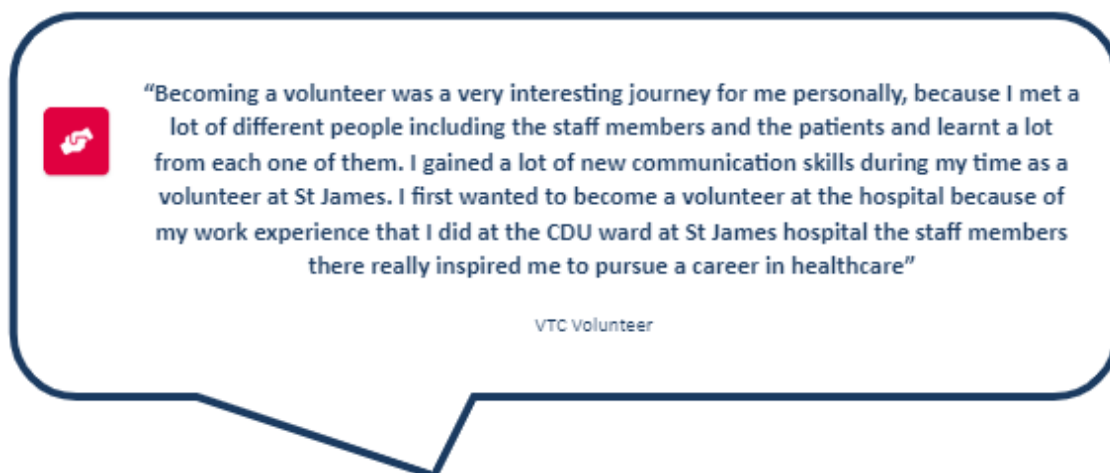 “Becoming a volunteer was a very interesting journey for me personally, because I met a
lot of different people including the staff members and the patients and learnt a lot
from each one of them. I gained a lot of new communication skills during my time as a
volunteer at St James. I first wanted to become a volunteer at the hospital because of
my work experience that I did at the CDU ward at St James hospital the staff members
there really inspired me to pursue a career in healthcare”
VTC Volunteer